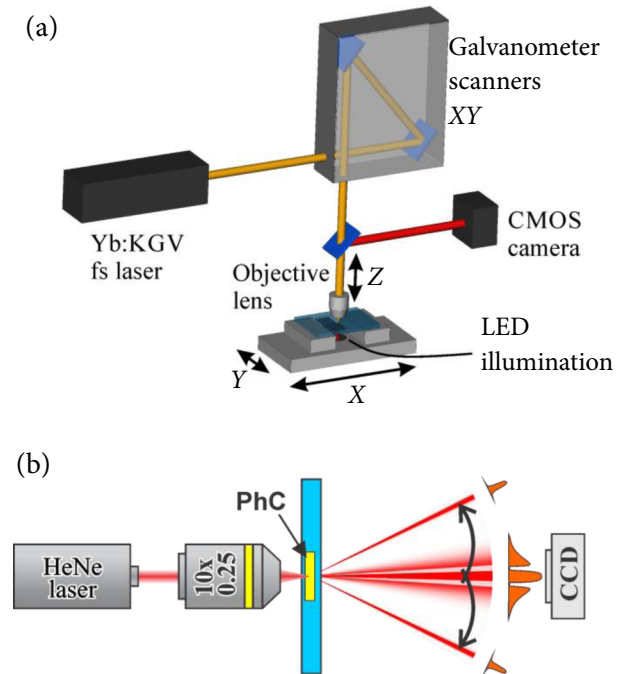 (a)
Galvanometer
scanners
XY
Yb:KGV
fs laser
CMOS
camera
Objective
lens
Z
LED
illumination
Y
X
(b)
PhC
HeNe
laser
10x
0.25
CCD